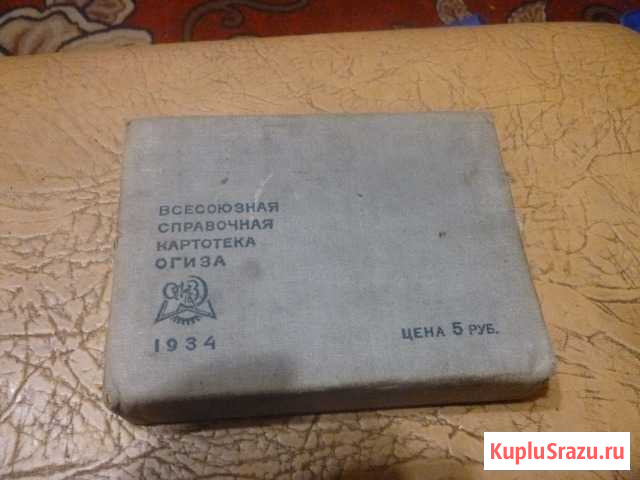 ВСЕСОЮЗНАЯ
СПРАВОЧНАЯ
КАРТОТЕКА
ОГИЗА
1934
ЦЕНА 5 РУБ.
KupluSrazu.ru